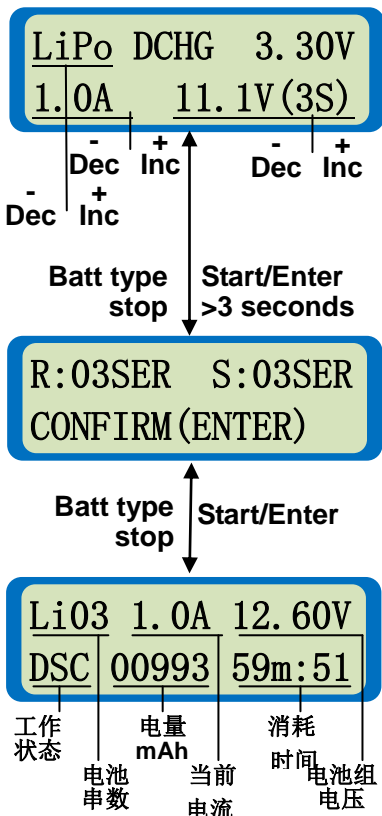 LiPo DCHG 3.30V
1.0A 11.1V(3S)
- + - +
Dec Inc Dec Inc
- +
Dec Inc
Batt type Start/Enter
stop >3 seconds
R:03SER S:03SER
CONFIRM(ENTER)
Batt type Start/Enter
stop
Li03 1.0A 12.60V
DSC 00993 59m:51
工作 电量 消耗
状态 mAh 时间
电池 当前 电池组
串数 电流 电压